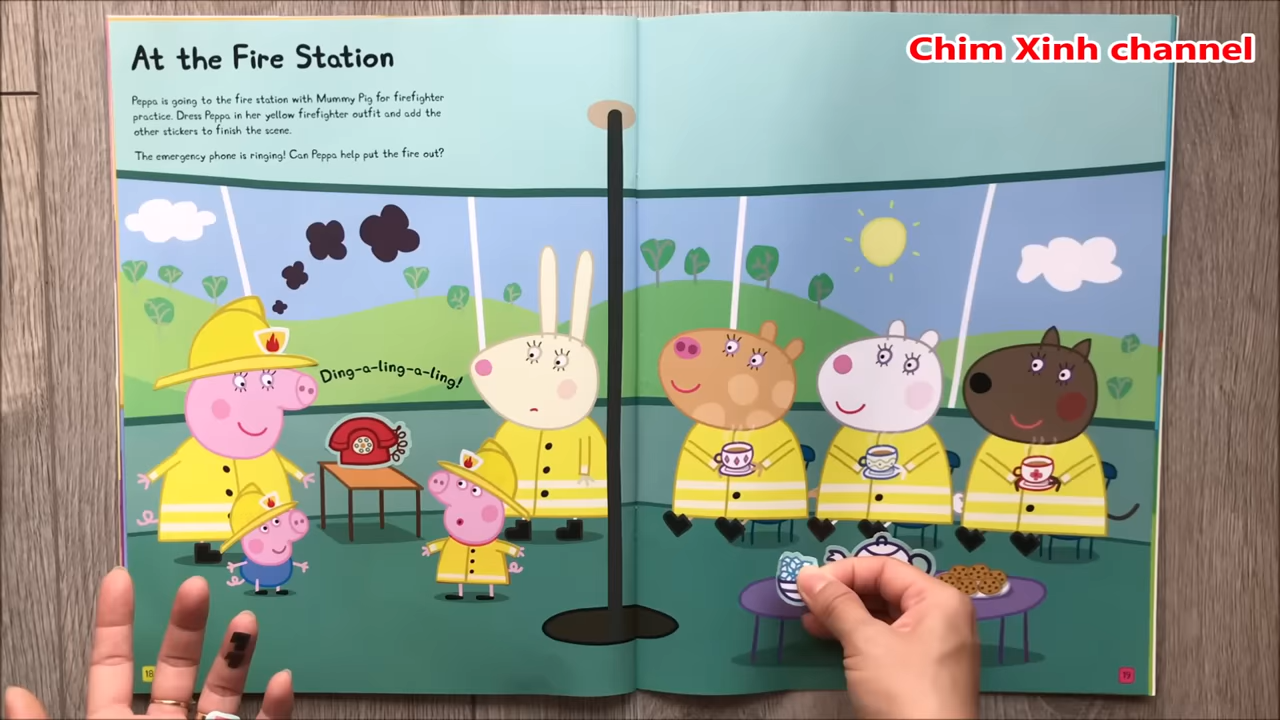 Chim Xinh channel
At the Fire Station
Peppa is going to the fire station with Mummy Pig for firefighter
practice. Dress Peppa in her yellow firefighter outfit and add the
other stickers to finish the scene.
The emergency phone is ringing! Can Peppa help put the fire out?
Ding-a-ling-a-ling!
18
19